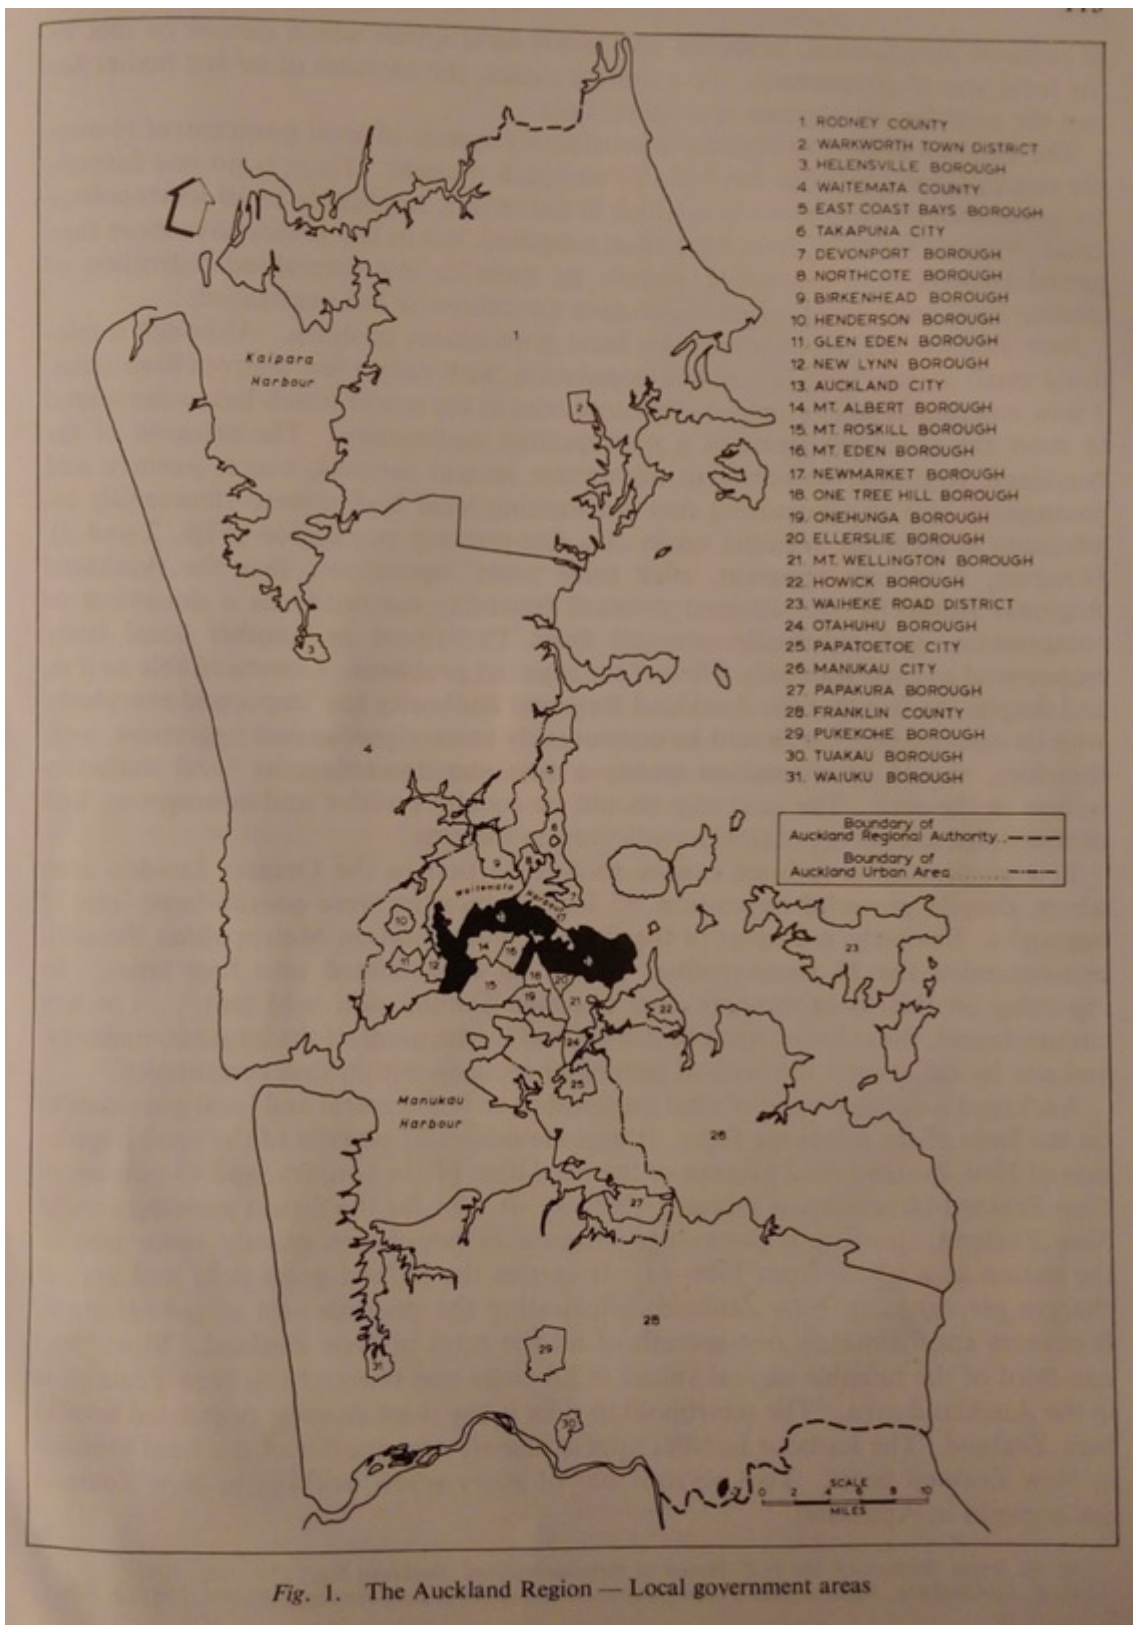 1. RODNEY COUNTY
2. WARKWORTH TOWN DISTRICT
3. HELENSVILLE BOROUGH
4 WAITEMATA COUNTY
5 EAST COAST BAYS BOROUGH
6 TAKAPUNA CITY
7 DEVONPORT BOROUGH
8 NORTHCOTE BOROUGH
9. BIRKENHEAD BOROUGH
10. HENDERSON BOROUGH
11. GLEN EDEN BOROUGH
12. NEW LYNN BOROUGH
13. AUCKLAND CITY
14. MT. ALBERT BOROUGH
15. MT. ROSKILL BOROUGH
16. MT. EDEN BOROUGH
17. NEWMARKET BOROUGH
18. ONE TREE HILL BOROUGH
19. ONEHUNGA BOROUGH
20. ELLERSLIE BOROUGH
21. MT. WELLINGTON BOROUGH
22. HOWICK BOROUGH
23. WAIHEKE ROAD DISTRICT
24. OTAHUHU BOROUGH
25. PAPATOETOE CITY
26. MANUKAU CITY
27. PAPAKURA BOROUGH
28. FRANKLIN COUNTY
29. PUKEKOHE BOROUGH
30. TUAKAU BOROUGH
31. WAIUKU BOROUGH
Boundary of
Auckland Regional Authority..
Boundary of
Auckland Urban Area.......
1
Kaipara
Harbour
2
3
4
5
6
9
Waitemata
Harbour
7
10
11
12
14
16
15
18
20
19
21
22
23
24
25
Manukau
Harbour
26
27
28
29
30
31
SCALE
0 2 4 6 8 10
MILES
Fig. 1. The Auckland Region — Local government areas